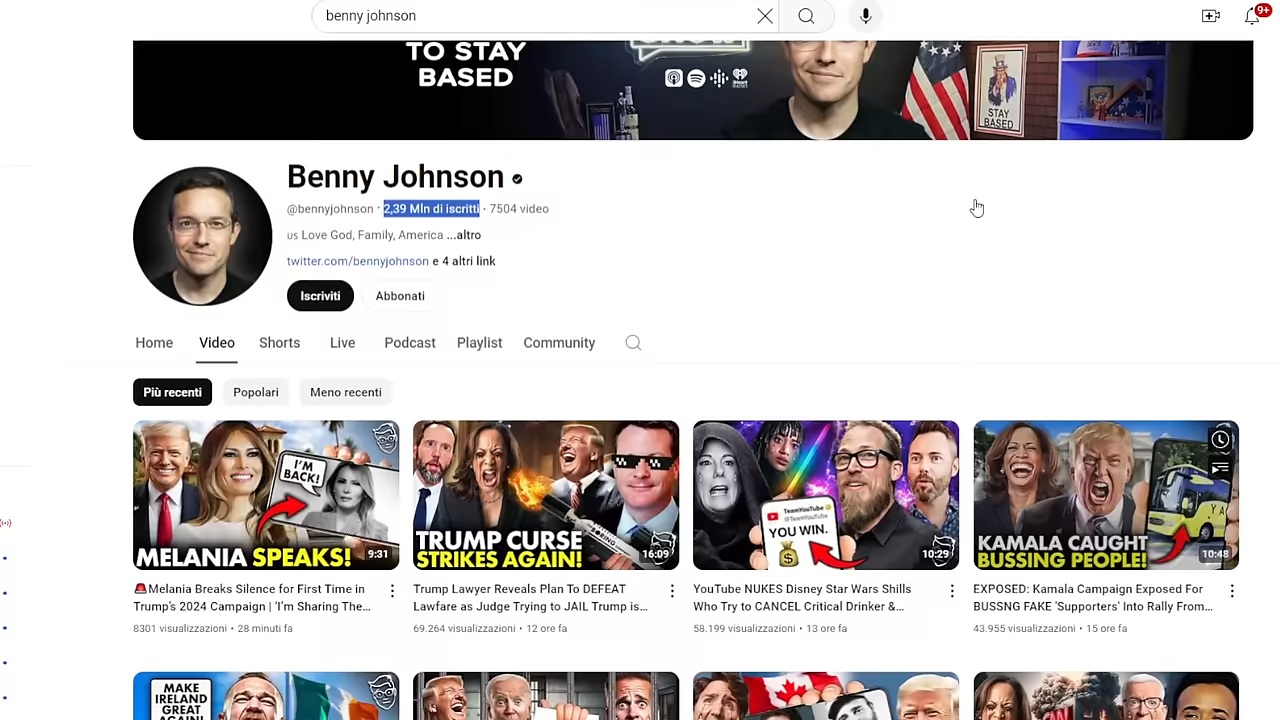 benny johnson
9+
TO STAY
BASED
STAY
BASED
Benny Johnson
@bennyjohnson · 2,39 Mln di iscritti · 7504 video
us Love God, Family, America ...altro
twitter.com/bennyjohnson e 4 altri link
Iscriviti
Abbonati
Home
Video
Shorts
Live
Podcast
Playlist
Community
Più recenti
Popolari
Meno recenti
I'M
BACK!
MELANIA SPEAKS!
9:31
TRUMP CURSE
STRIKES AGAIN!
16:09
TeamYouTube
@TeamYouTube
YOU WIN.
10:29
KAMALA CAUGHT
BUSSING PEOPLE!
10:48
🚨Melania Breaks Silence for First Time in
Trump's 2024 Campaign | 'I'm Sharing The...
8301 visualizzazioni · 28 minuti fa
Trump Lawyer Reveals Plan To DEFEAT
Lawfare as Judge Trying to JAIL Trump is...
69.264 visualizzazioni · 12 ore fa
YouTube NUKES Disney Star Wars Shills
Who Try to CANCEL Critical Drinker &...
58.199 visualizzazioni · 13 ore fa
EXPOSED: Kamala Campaign Exposed For
BUSSNG FAKE 'Supporters' Into Rally From...
43.955 visualizzazioni · 15 ore fa
MAKE
IRELAND
GREAT
AGAIN!